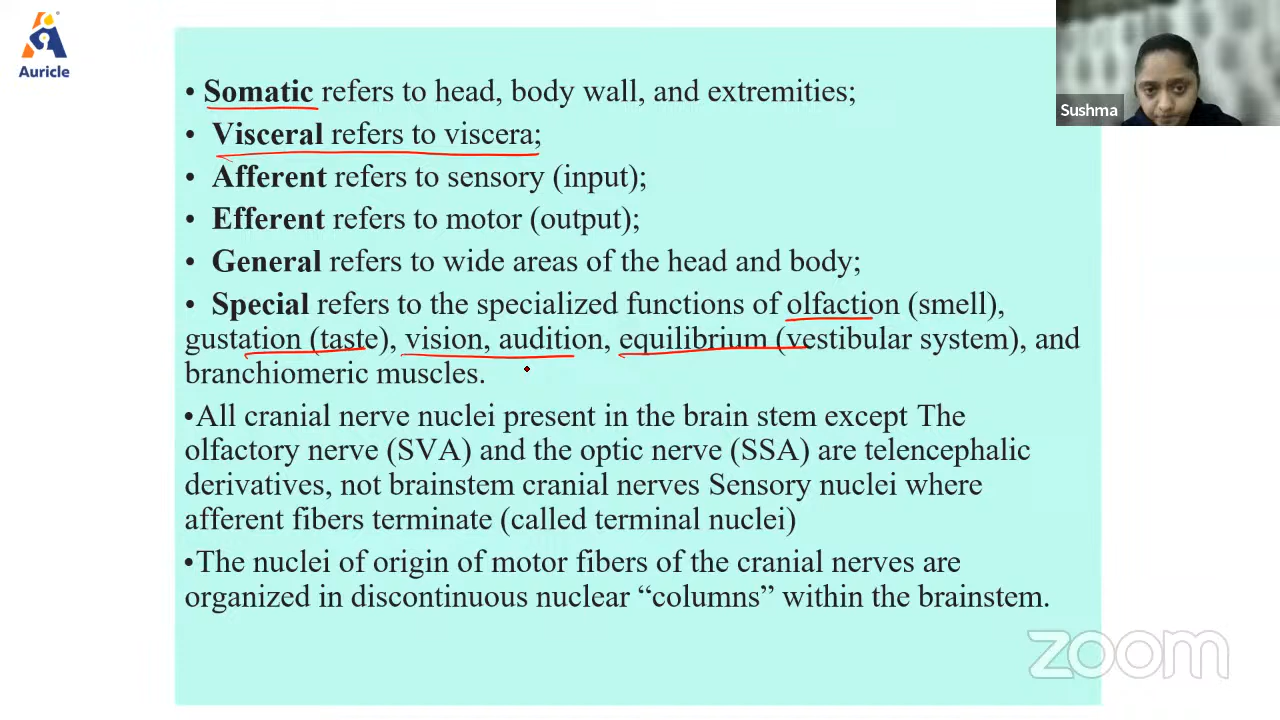 Auricle
• Somatic refers to head, body wall, and extremities;
Sushma
• Visceral refers to viscera;
• Afferent refers to sensory (input);
• Efferent refers to motor (output);
• General refers to wide areas of the head and body;
• Special refers to the specialized functions of olfaction (smell),
gustation (taste), vision, audition, equilibrium (vestibular system), and
branchiomeric muscles.
•All cranial nerve nuclei present in the brain stem except The
olfactory nerve (SVA) and the optic nerve (SSA) are telencephalic
derivatives, not brainstem cranial nerves Sensory nuclei where
afferent fibers terminate (called terminal nuclei)
•The nuclei of origin of motor fibers of the cranial nerves are
organized in discontinuous nuclear “columns” within the brainstem.
zoom